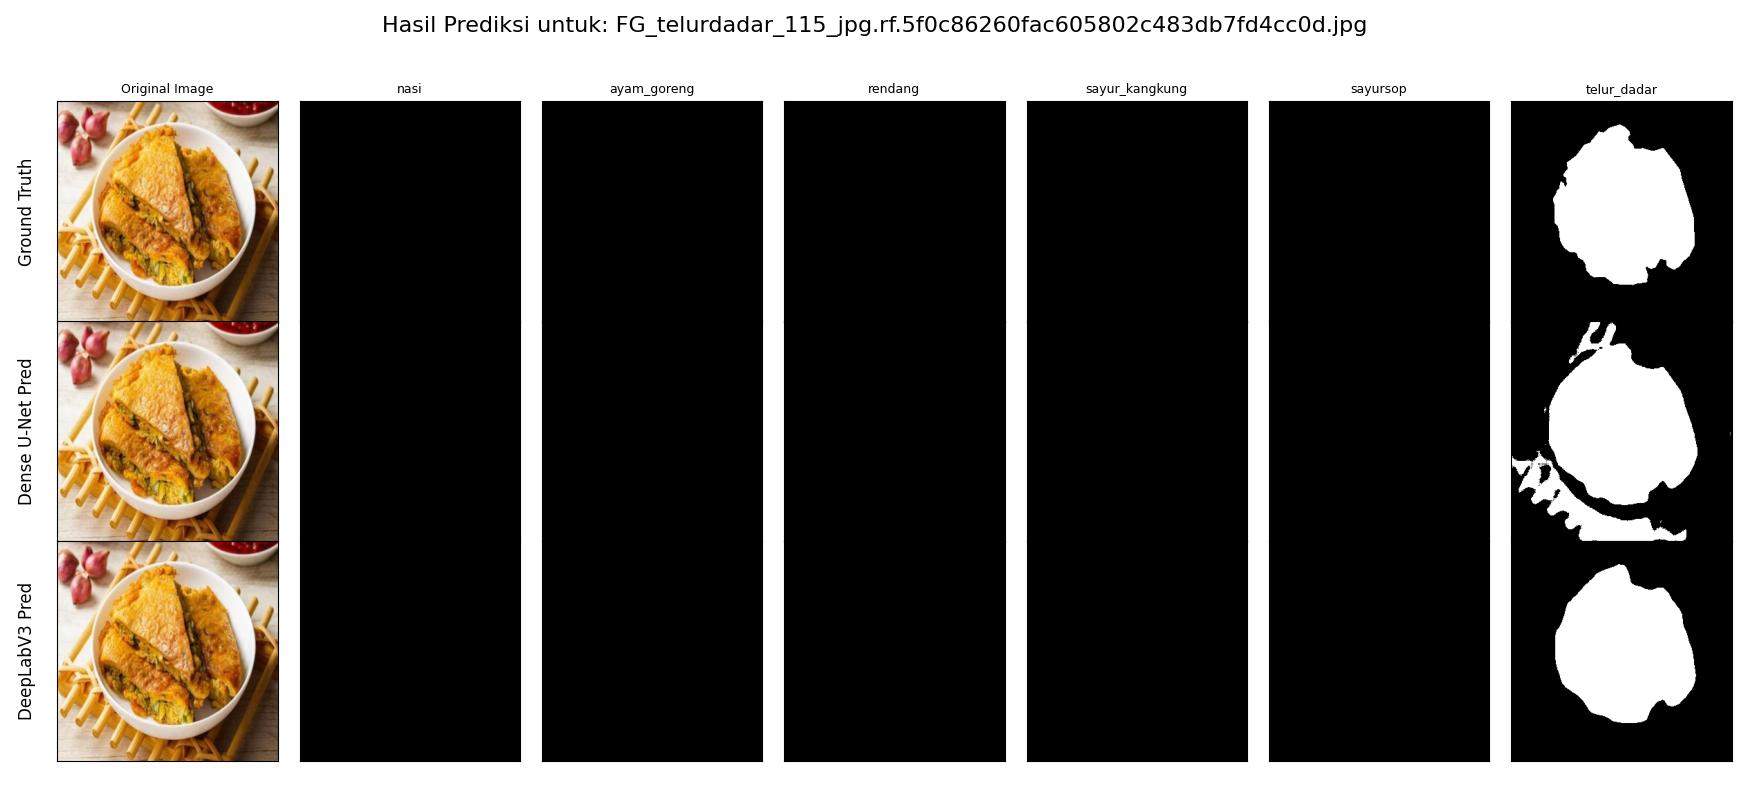 Hasil Prediksi untuk: FG_telurdadar_115_jpg.rf.5f0c86260fac605802c483db7fd4cc0d.jpg
Original Image
nasi
ayam_goreng
rendang
sayur_kangkung
sayursop
telur_dadar
Ground Truth
Dense U-Net Pred
DeepLabV3 Pred